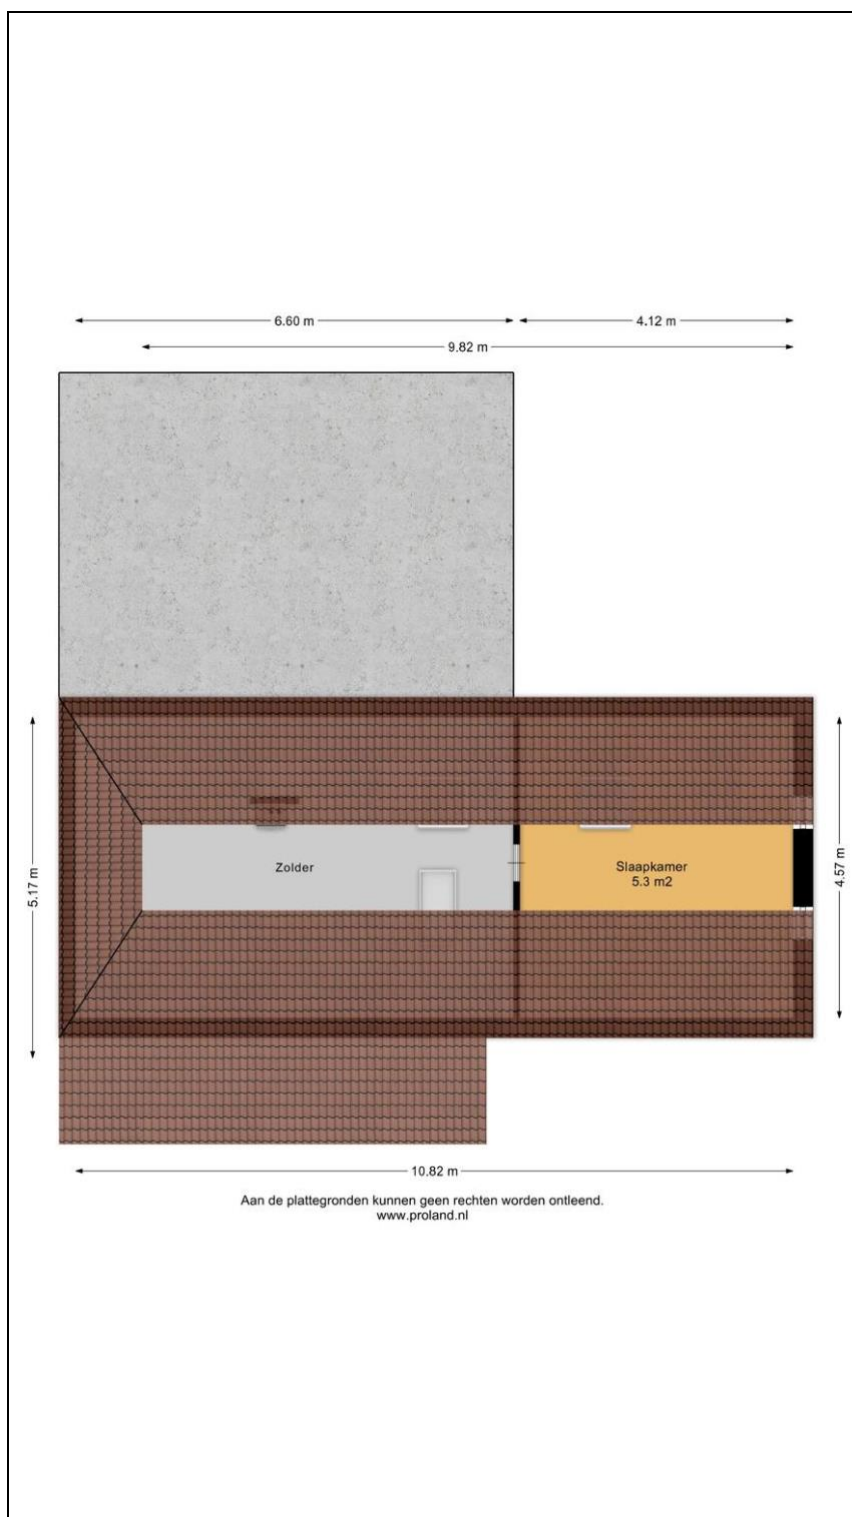 6.60 m
4.12 m
9.82 m
Zolder
Slaapkamer
5.3 m2
5.17 m
4.57 m
10.82 m
Aan de plattegronden kunnen geen rechten worden ontleend.
www.proland.nl